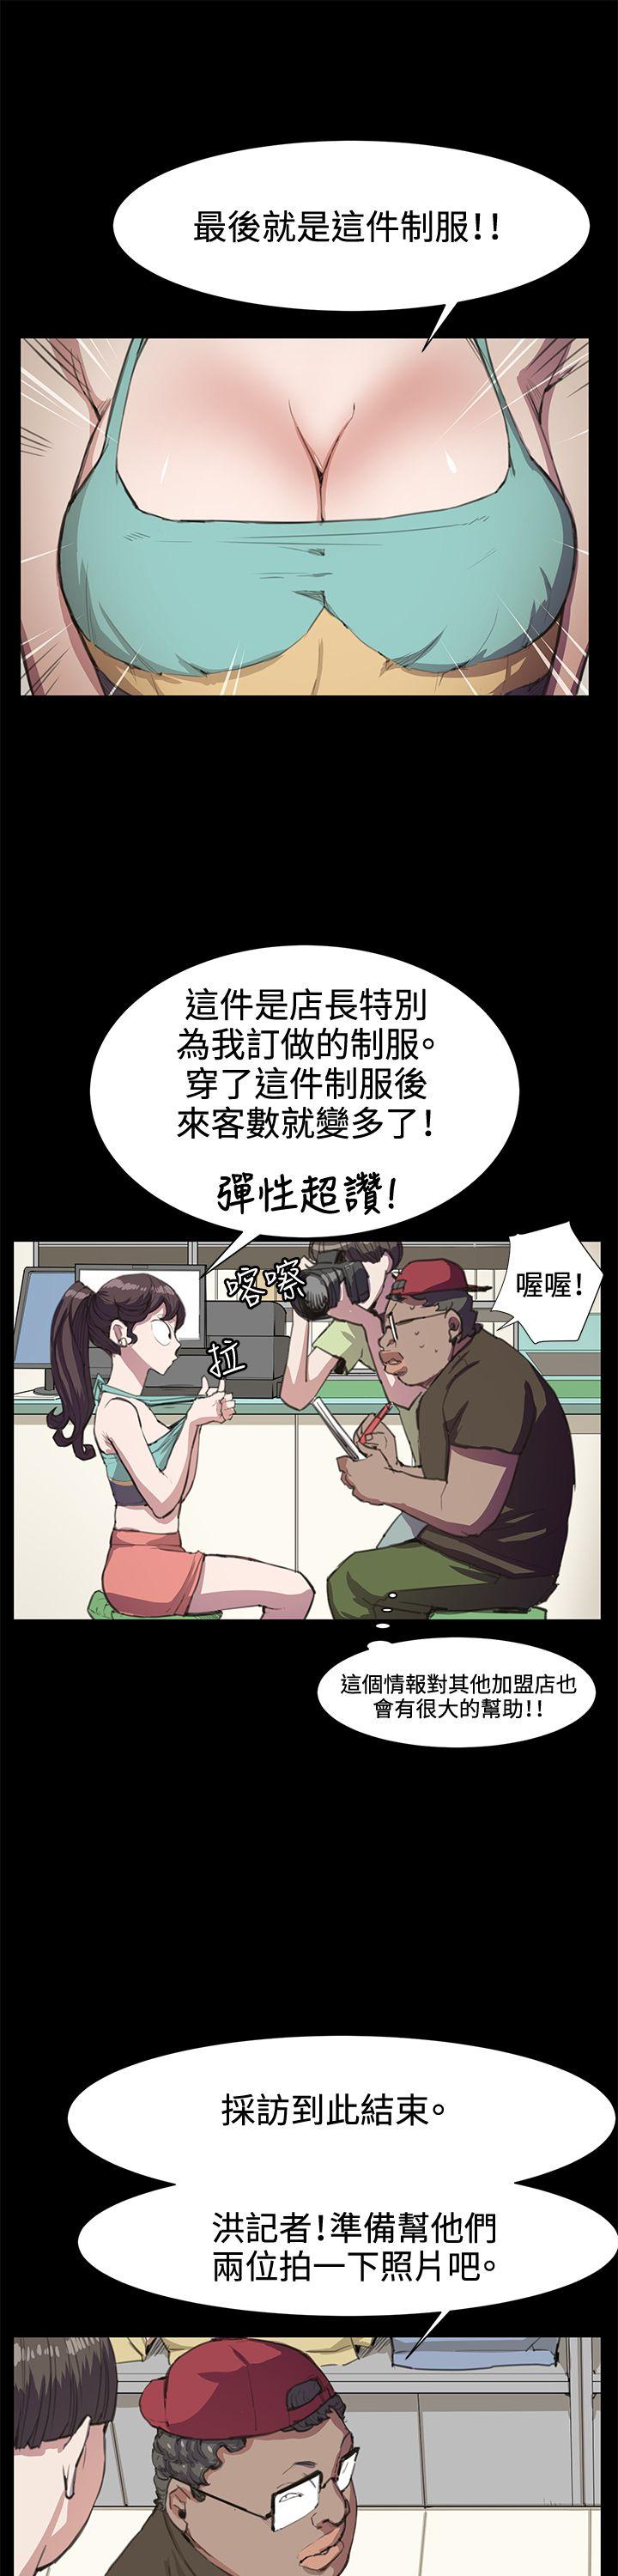 最後就是這件制服!!
這件是店長特別
為我訂做的制服。
穿了這件制服後
來客數就變多了!
彈性超讚!
喀嚓
喔喔!
拉
這個情報對其他加盟店也
會有很大的幫助!!
採訪到此結束。
洪記者!準備幫他們
兩位拍一下照片吧。